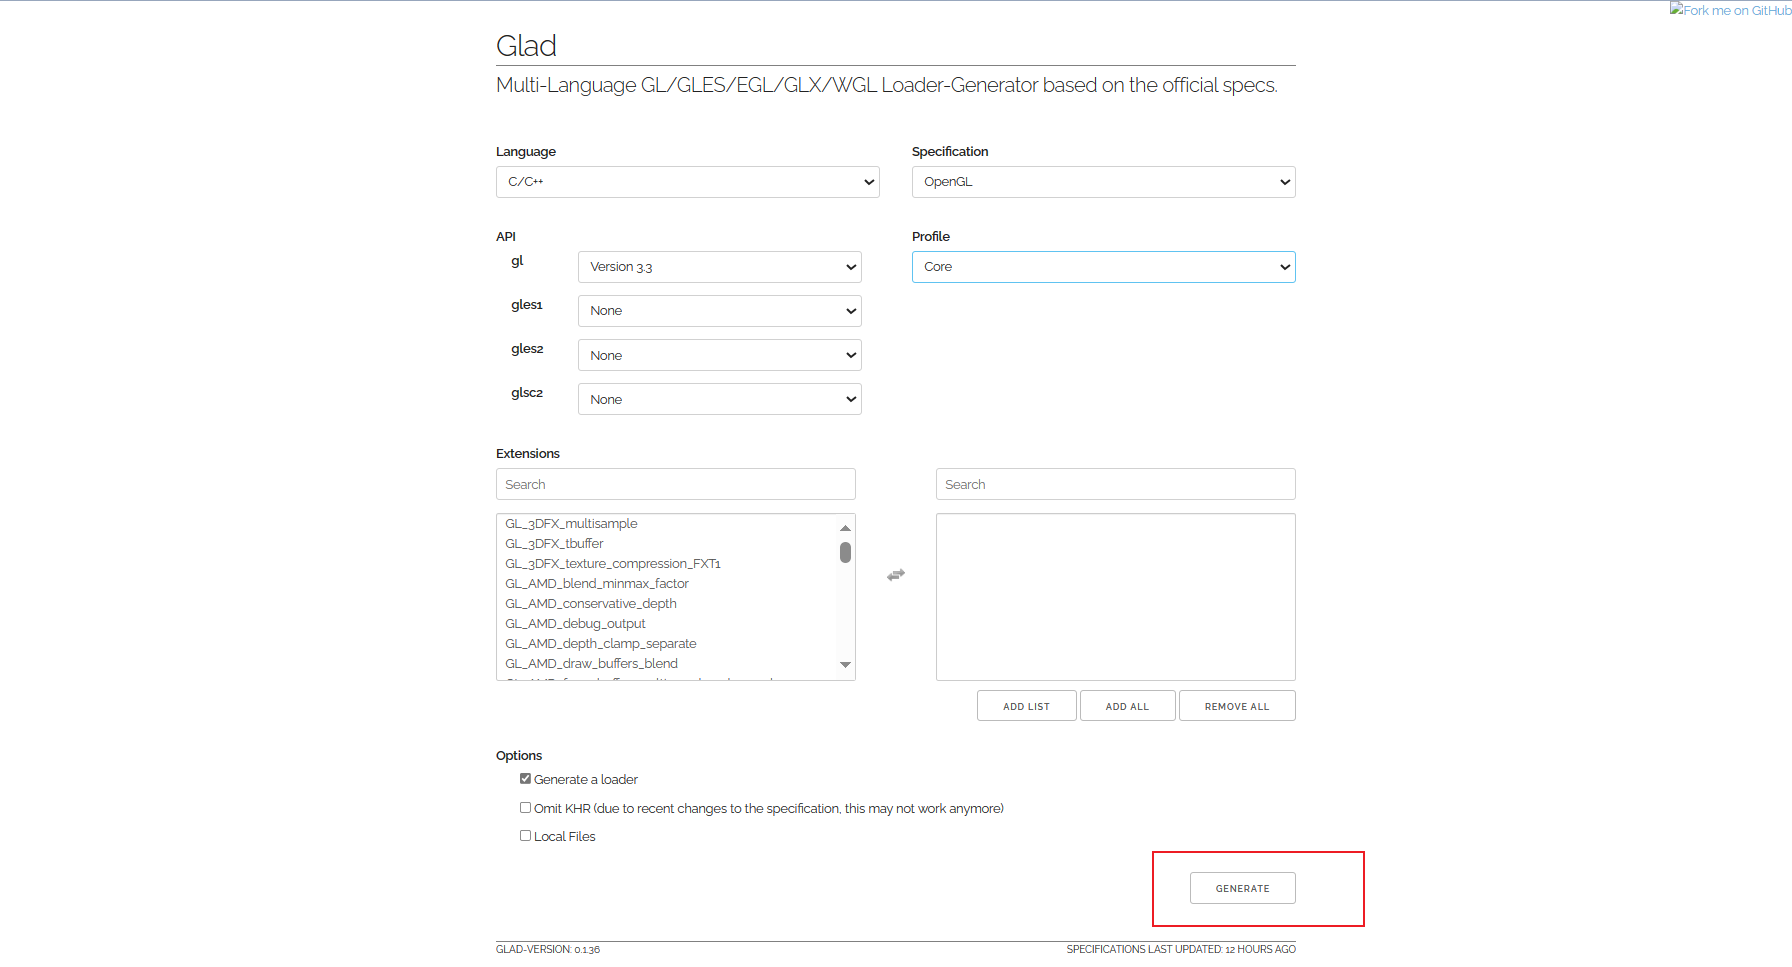 Fork me on GitHub
Glad
Multi-Language GL/GLES/EGL/GLX/WGL Loader-Generator based on the official specs.
Language
Specification
C/C++
OpenGL
API
Profile
gl
Version 3.3
Core
gles1
None
gles2
None
glsc2
None
Extensions
Search
Search
GL_3DFX_multisample
GL_3DFX_tbuffer
GL_3DFX_texture_compression_FXT1
GL_AMD_blend_minmax_factor
GL_AMD_conservative_depth
GL_AMD_debug_output
GL_AMD_depth_clamp_separate
GL_AMD_draw_buffers_blend
ADD LIST
ADD ALL
REMOVE ALL
Options
Generate a loader
Omit KHR (due to recent changes to the specification, this may not work anymore)
Local Files
GENERATE
GLAD-VERSION: 0.1.36
SPECIFICATIONS LAST UPDATED: 12 HOURS AGO